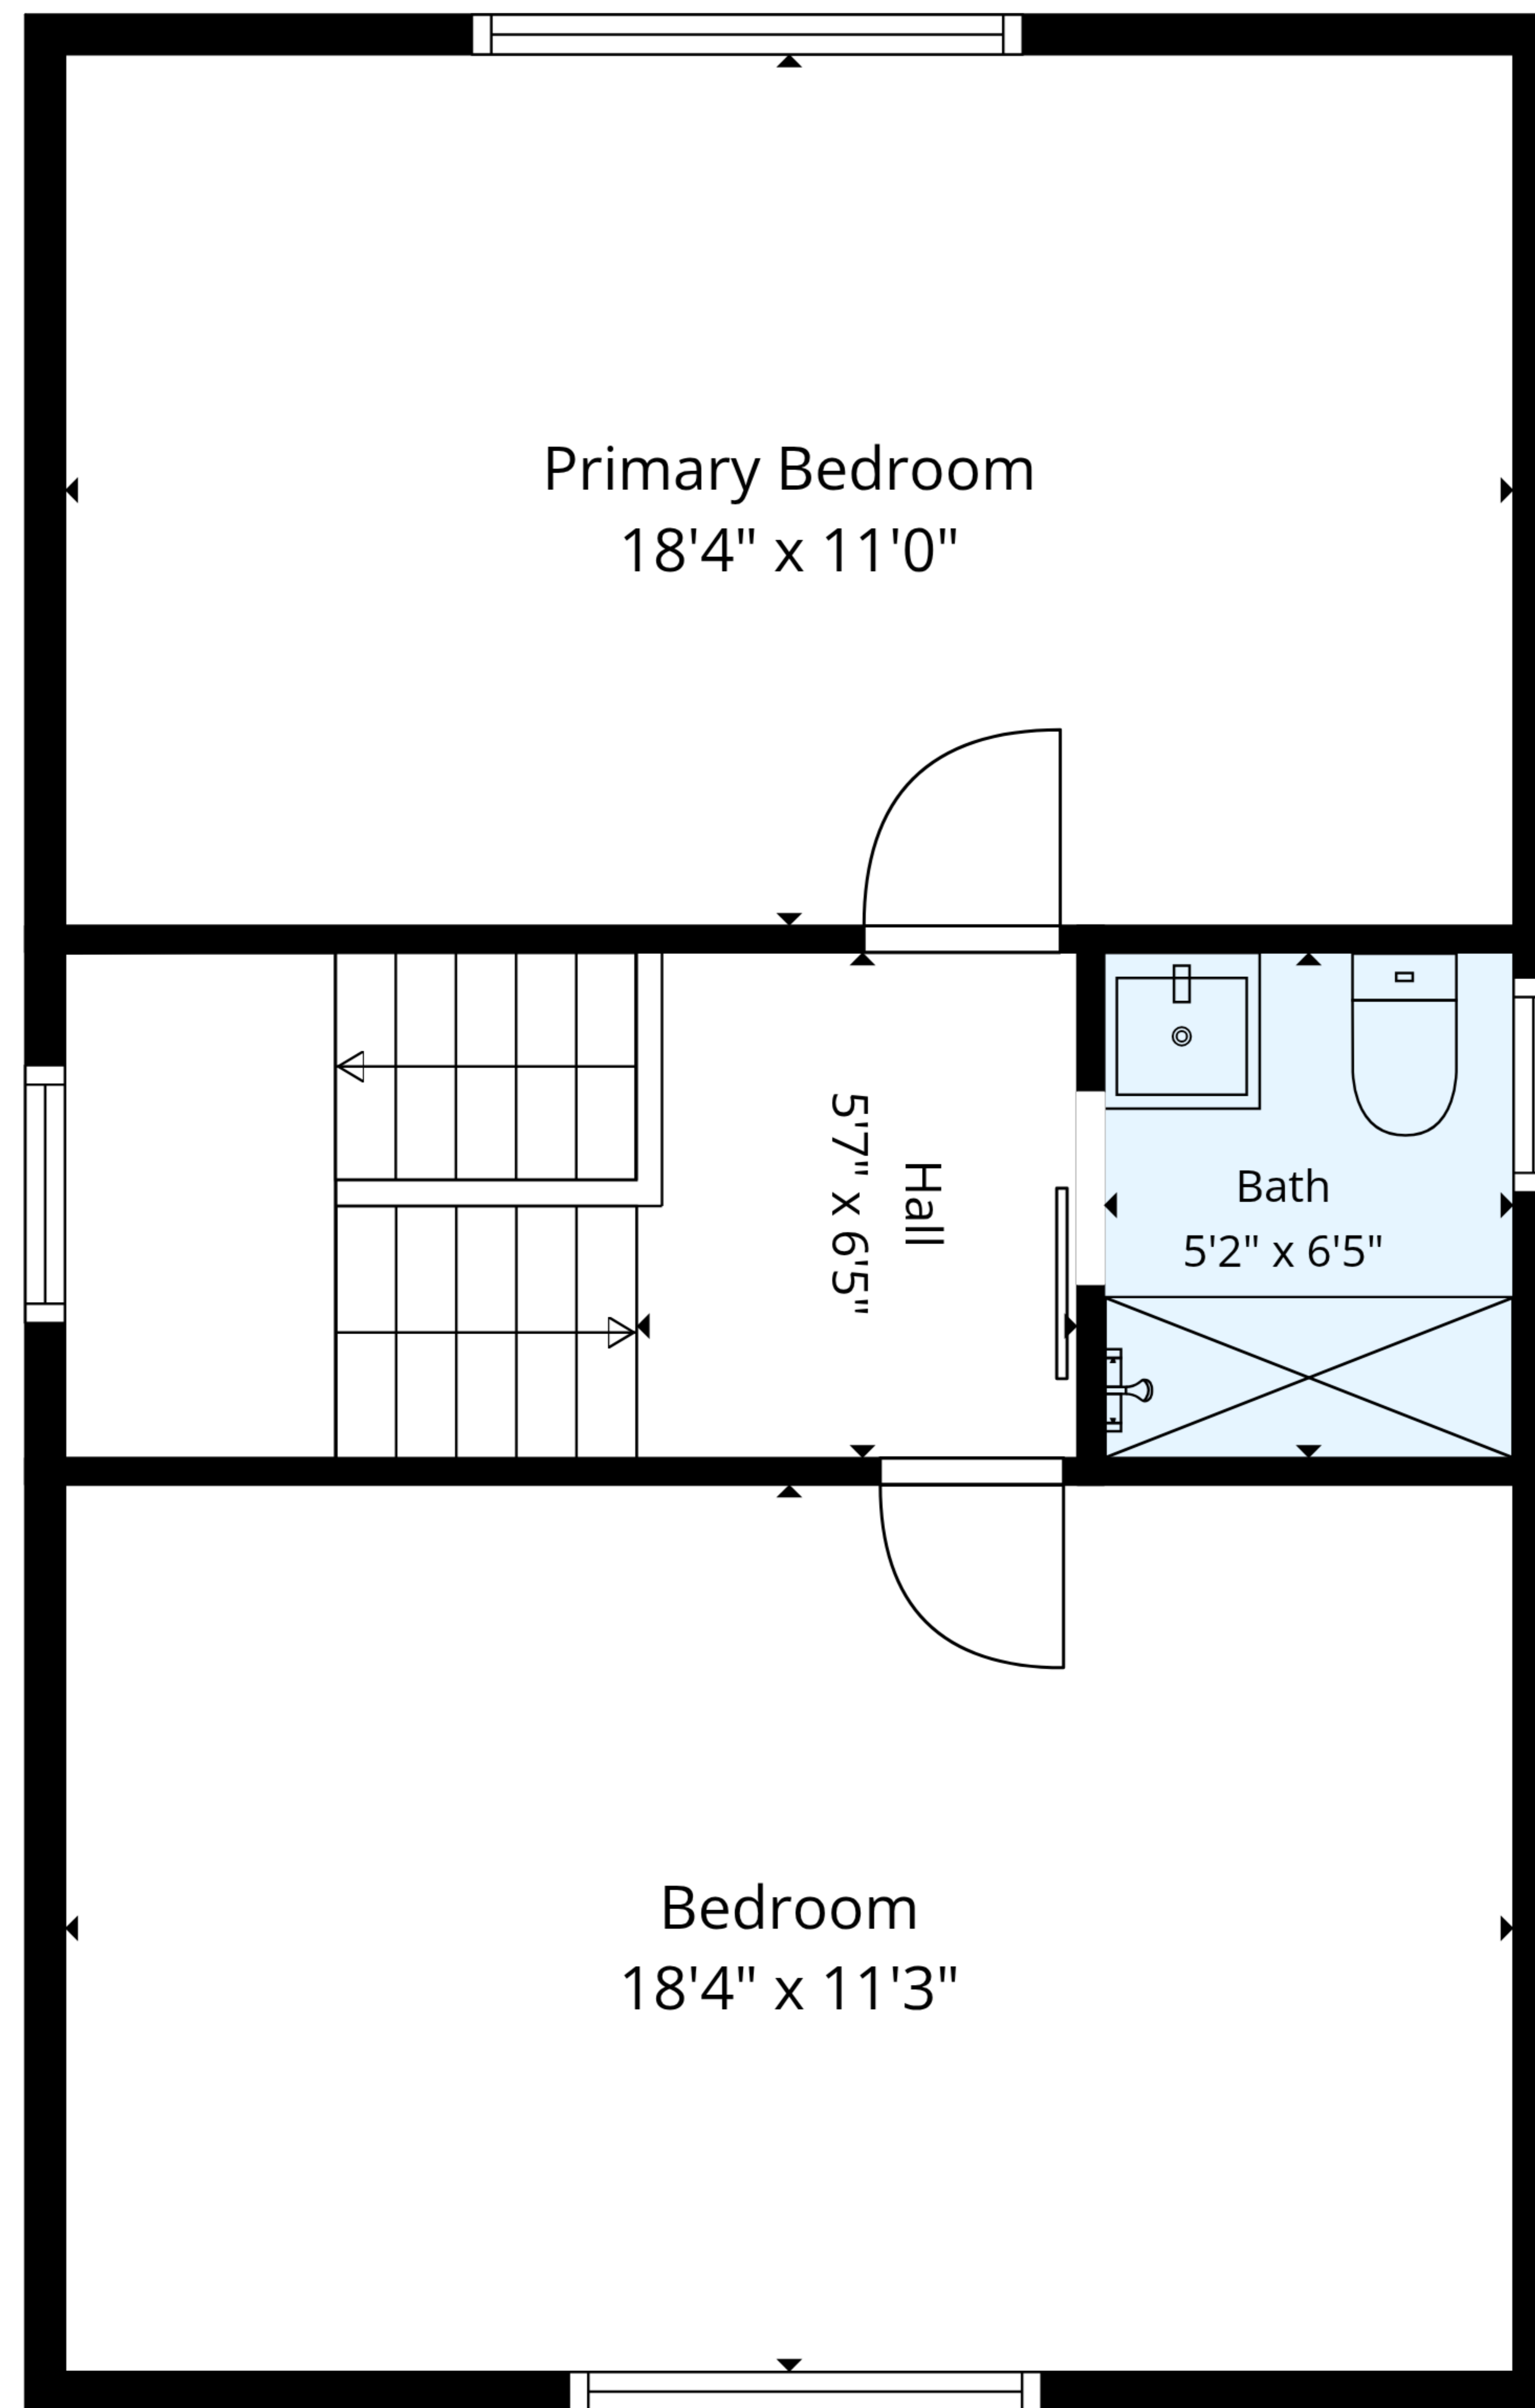 Primary Bedroom
18'4" x 11'0"
Hall
5'7" x 6'5"
Bath
5'2" x 6'5"
Bedroom
18'4" x 11'3"